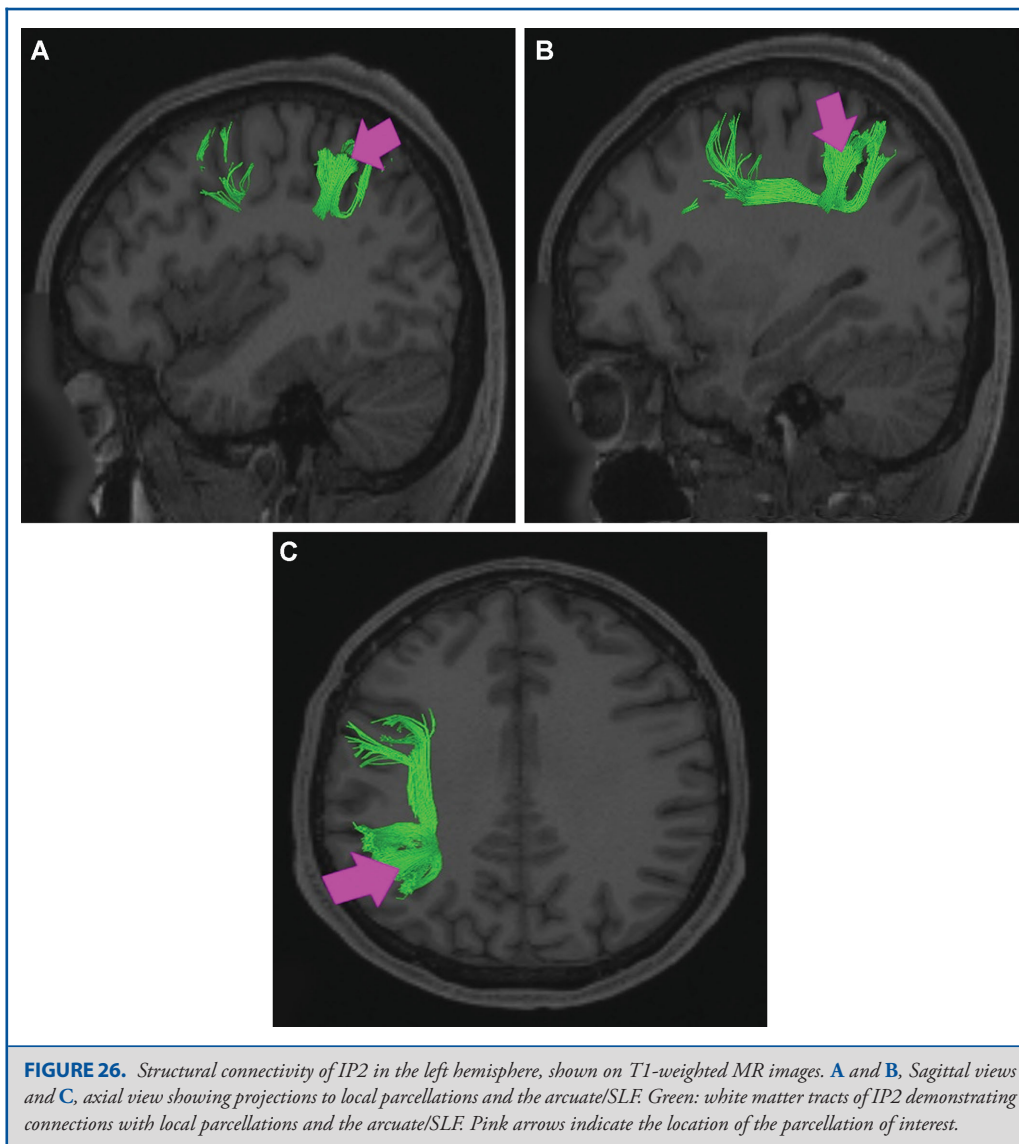 A
B
C
FIGURE 26. Structural connectivity of IP2 in the left hemisphere, shown on T1-weighted MR images. A and B, Sagittal views
and C, axial view showing projections to local parcellations and the arcuate/SLF. Green: white matter tracts of IP2 demonstrating
connections with local parcellations and the arcuate/SLF. Pink arrows indicate the location of the parcellation of interest.